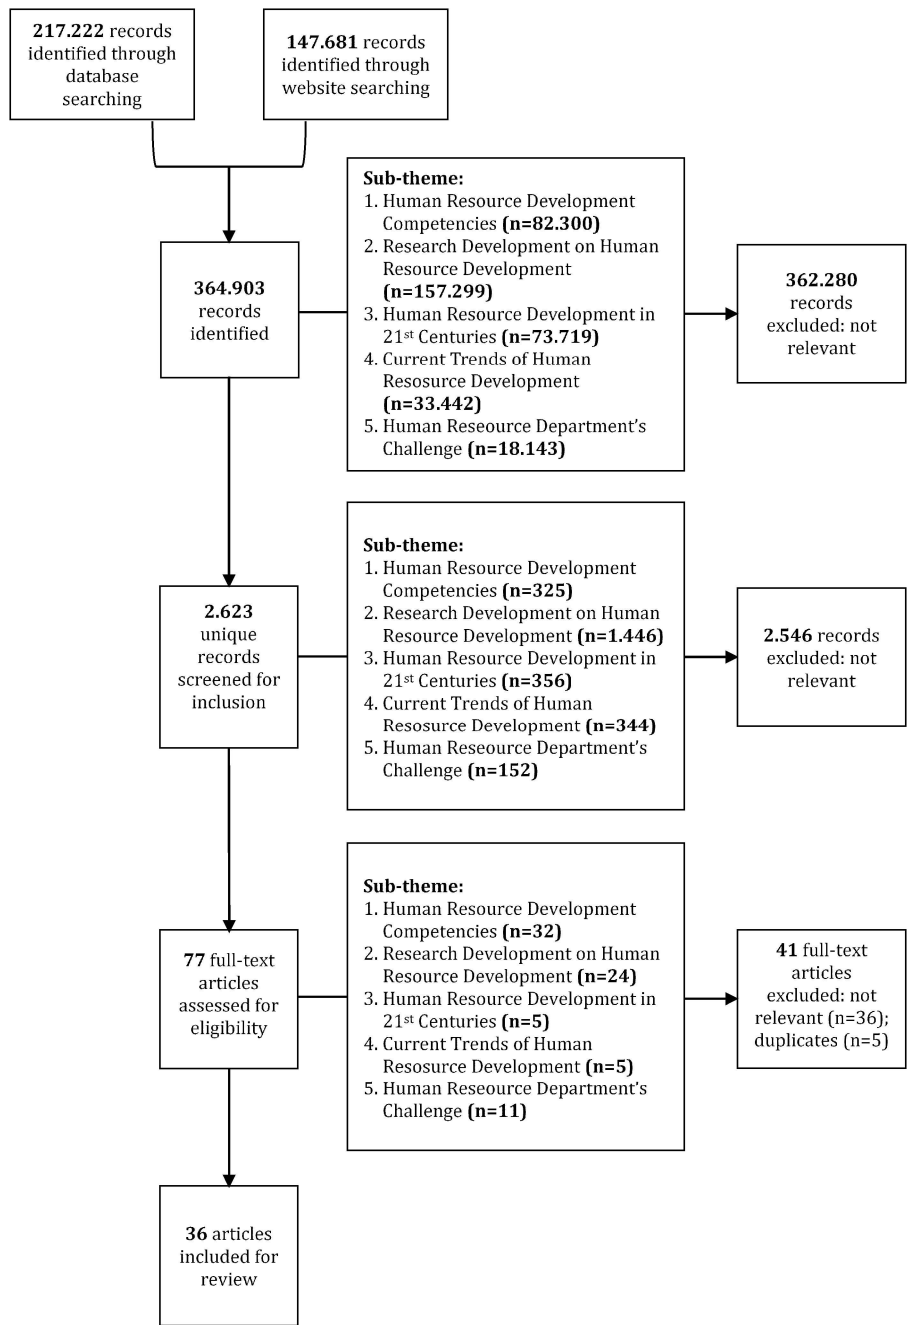 217.222 records
identified through
database
searching
147.681 records
identified through
website searching
364.903
records
identified
Sub-theme:
1. Human Resource Development
Competencies (n=82.300)
2. Research Development on Human
Resource Development
(n=157.299)
3. Human Resource Development in
21st Centuries (n=73.719)
4. Current Trends of Human
Resosurce Development
(n=33.442)
5. Human Reseource Department's
Challenge (n=18.143)
362.280
records
excluded: not
relevant
2.623
unique
records
screened for
inclusion
Sub-theme:
1. Human Resource Development
Competencies (n=325)
2. Research Development on Human
Resource Development (n=1.446)
3. Human Resource Development in
21st Centuries (n=356)
4. Current Trends of Human
Resosurce Development (n=344)
5. Human Reseource Department's
Challenge (n=152)
2.546 records
excluded: not
relevant
77 full-text
articles
assessed for
eligibility
Sub-theme:
1. Human Resource Development
Competencies (n=32)
2. Research Development on Human
Resource Development (n=24)
3. Human Resource Development in
21st Centuries (n=5)
4. Current Trends of Human
Resosurce Development (n=5)
5. Human Reseource Department's
Challenge (n=11)
41 full-text
articles
excluded: not
relevant (n=36);
duplicates (n=5)
36 articles
included for
review